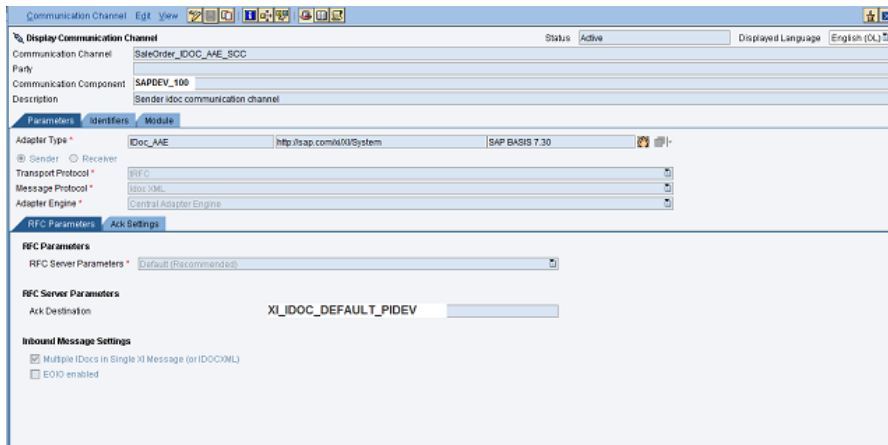 Communication Channel Edit View
Display Communication Channel Status Active Displayed Language English (OL)
Communication Channel SaleOrder_IDOC_AAE_SCC
Party
Communication Component SAPDEV_100
Description Sender idoc communication channel
Parameters Identifiers Module
Adapter Type * IDoc_AAE http://sap.com/xi/XI/System SAP BASIS 7.30
Sender Receiver
Transport Protocol * tRFC
Message Protocol * Idoc XML
Adapter Engine * Central Adapter Engine
RFC Parameters Ack Settings
RFC Parameters
RFC Server Parameters * Default (Recommended)
RFC Server Parameters
Ack Destination XI_IDOC_DEFAULT_PIDEV
Inbound Message Settings
Multiple IDocs in Single XI Message (or IDOCXML)
EOIO enabled